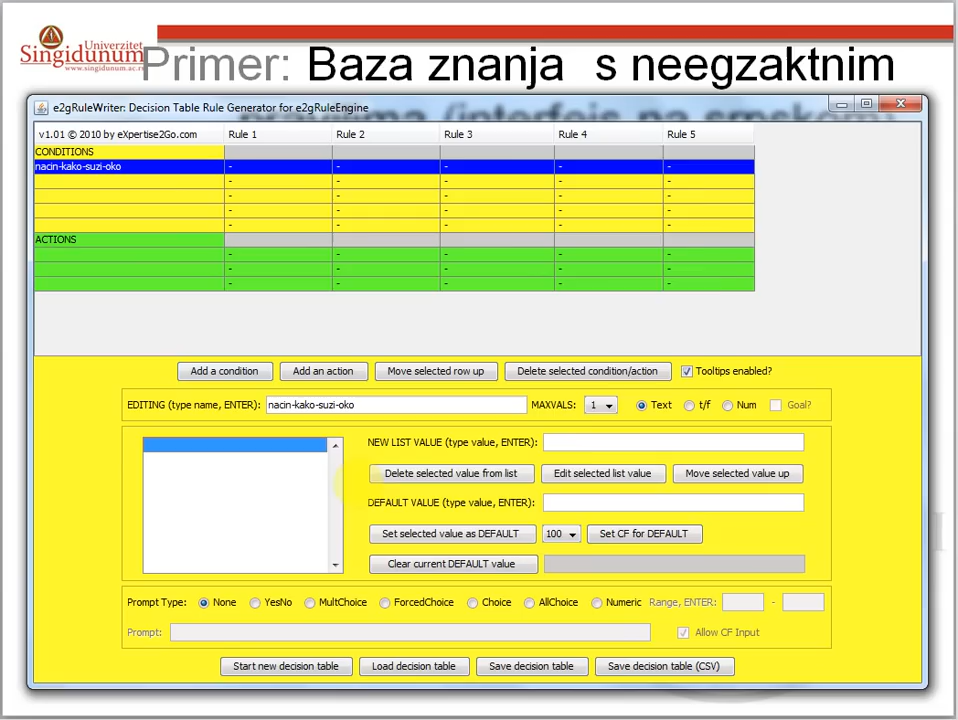 Univerzitet
Singidunum
www.singidunum.ac.r
Primer: Baza znanja s neegzaktnim
pravilima (interfejs na srpskom)
e2gRuleWriter: Decision Table Rule Generator for e2gRuleEngine
v1.01 © 2010 by eXpertise2Go.com Rule 1 Rule 2 Rule 3 Rule 4 Rule 5
CONDITIONS
nacin-kako-suzi-oko - - - - -
- - - - -
- - - - -
- - - - -
- - - - -
ACTIONS
- - - - -
- - - - -
- - - - -
Add a condition Add an action Move selected row up Delete selected condition/action Tooltips enabled?
EDITING (type name, ENTER): nacin-kako-suzi-oko MAXVALS: 1 Text t/f Num Goal?
NEW LIST VALUE (type value, ENTER):
Delete selected value from list Edit selected list value Move selected value up
DEFAULT VALUE (type value, ENTER):
Set selected value as DEFAULT 100 Set CF for DEFAULT
Clear current DEFAULT value
Prompt Type: None YesNo MultChoice ForcedChoice Choice AllChoice Numeric Range, ENTER: -
Prompt: Allow CF Input
Start new decision table Load decision table Save decision table Save decision table (CSV)